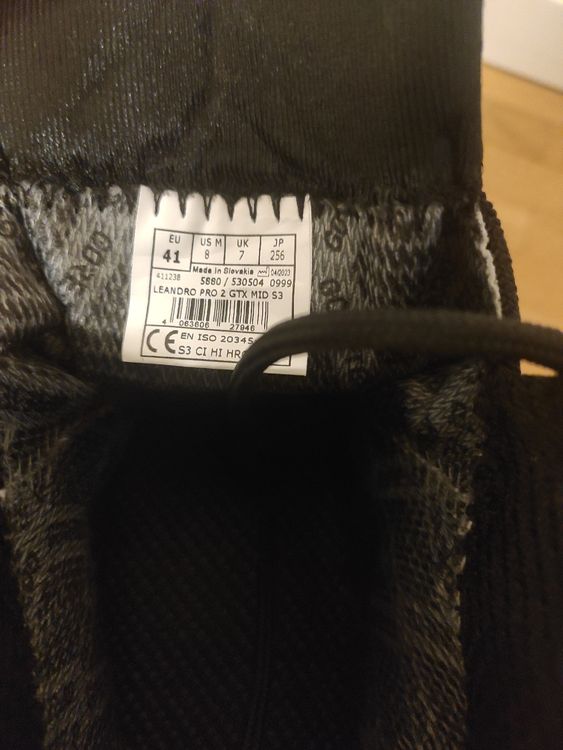 EU US M UK JP
41 8 7 256
Made in Slovakia 04/2023
411238 5880 / 530504 0999
LEANDRO PRO 2 GTX MID S3
4 063606 27946
CE EN ISO 20345
S3 CI HI HRO